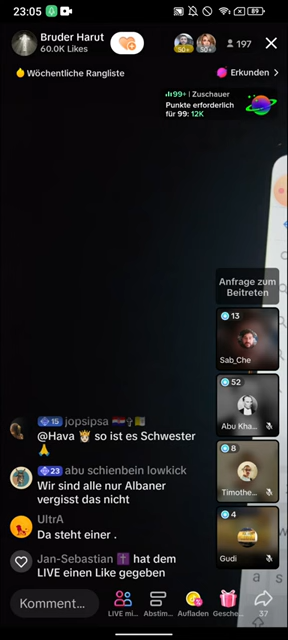 23:05
89
Bruder Harut
60.0K Likes
50+
50+
197
Wöchentliche Rangliste
Erkunden >
99+ | Zuschauer
Punkte erforderlich
für 99: 12K
Anfrage zum
Beitreten
13
Sab_Che
52
Abu Kha...
8
Timothe...
4
Gudi
15 jopsipsa
@Hava 👸 so ist es Schwester
🙏
23 abu schienbein lowkick
Wir sind alle nur Albaner
vergisst das nicht
UltrA
Da steht einer .
Jan-Sebastian ✝️ hat dem
LIVE einen Like gegeben
Komment...
LIVE mi...
Abstim...
Aufladen
Gesche...
37
a
s